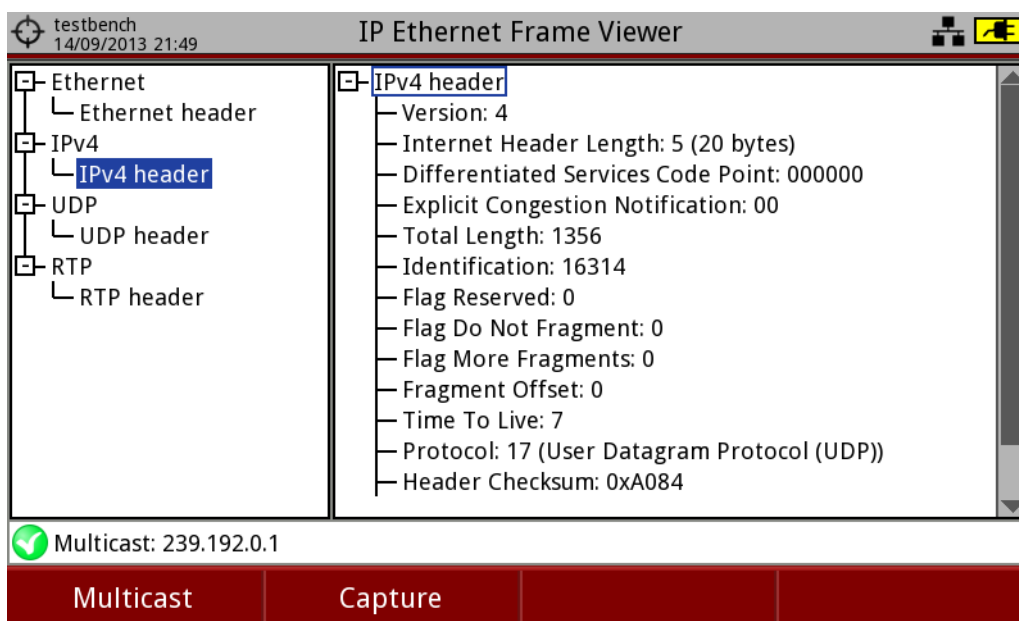 testbench
14/09/2013 21:49
IP Ethernet Frame Viewer
Ethernet
Ethernet header
IPv4
IPv4 header
UDP
UDP header
RTP
RTP header
IPv4 header
Version: 4
Internet Header Length: 5 (20 bytes)
Differentiated Services Code Point: 000000
Explicit Congestion Notification: 00
Total Length: 1356
Identification: 16314
Flag Reserved: 0
Flag Do Not Fragment: 0
Flag More Fragments: 0
Fragment Offset: 0
Time To Live: 7
Protocol: 17 (User Datagram Protocol (UDP))
Header Checksum: 0xA084
Multicast: 239.192.0.1
Multicast
Capture